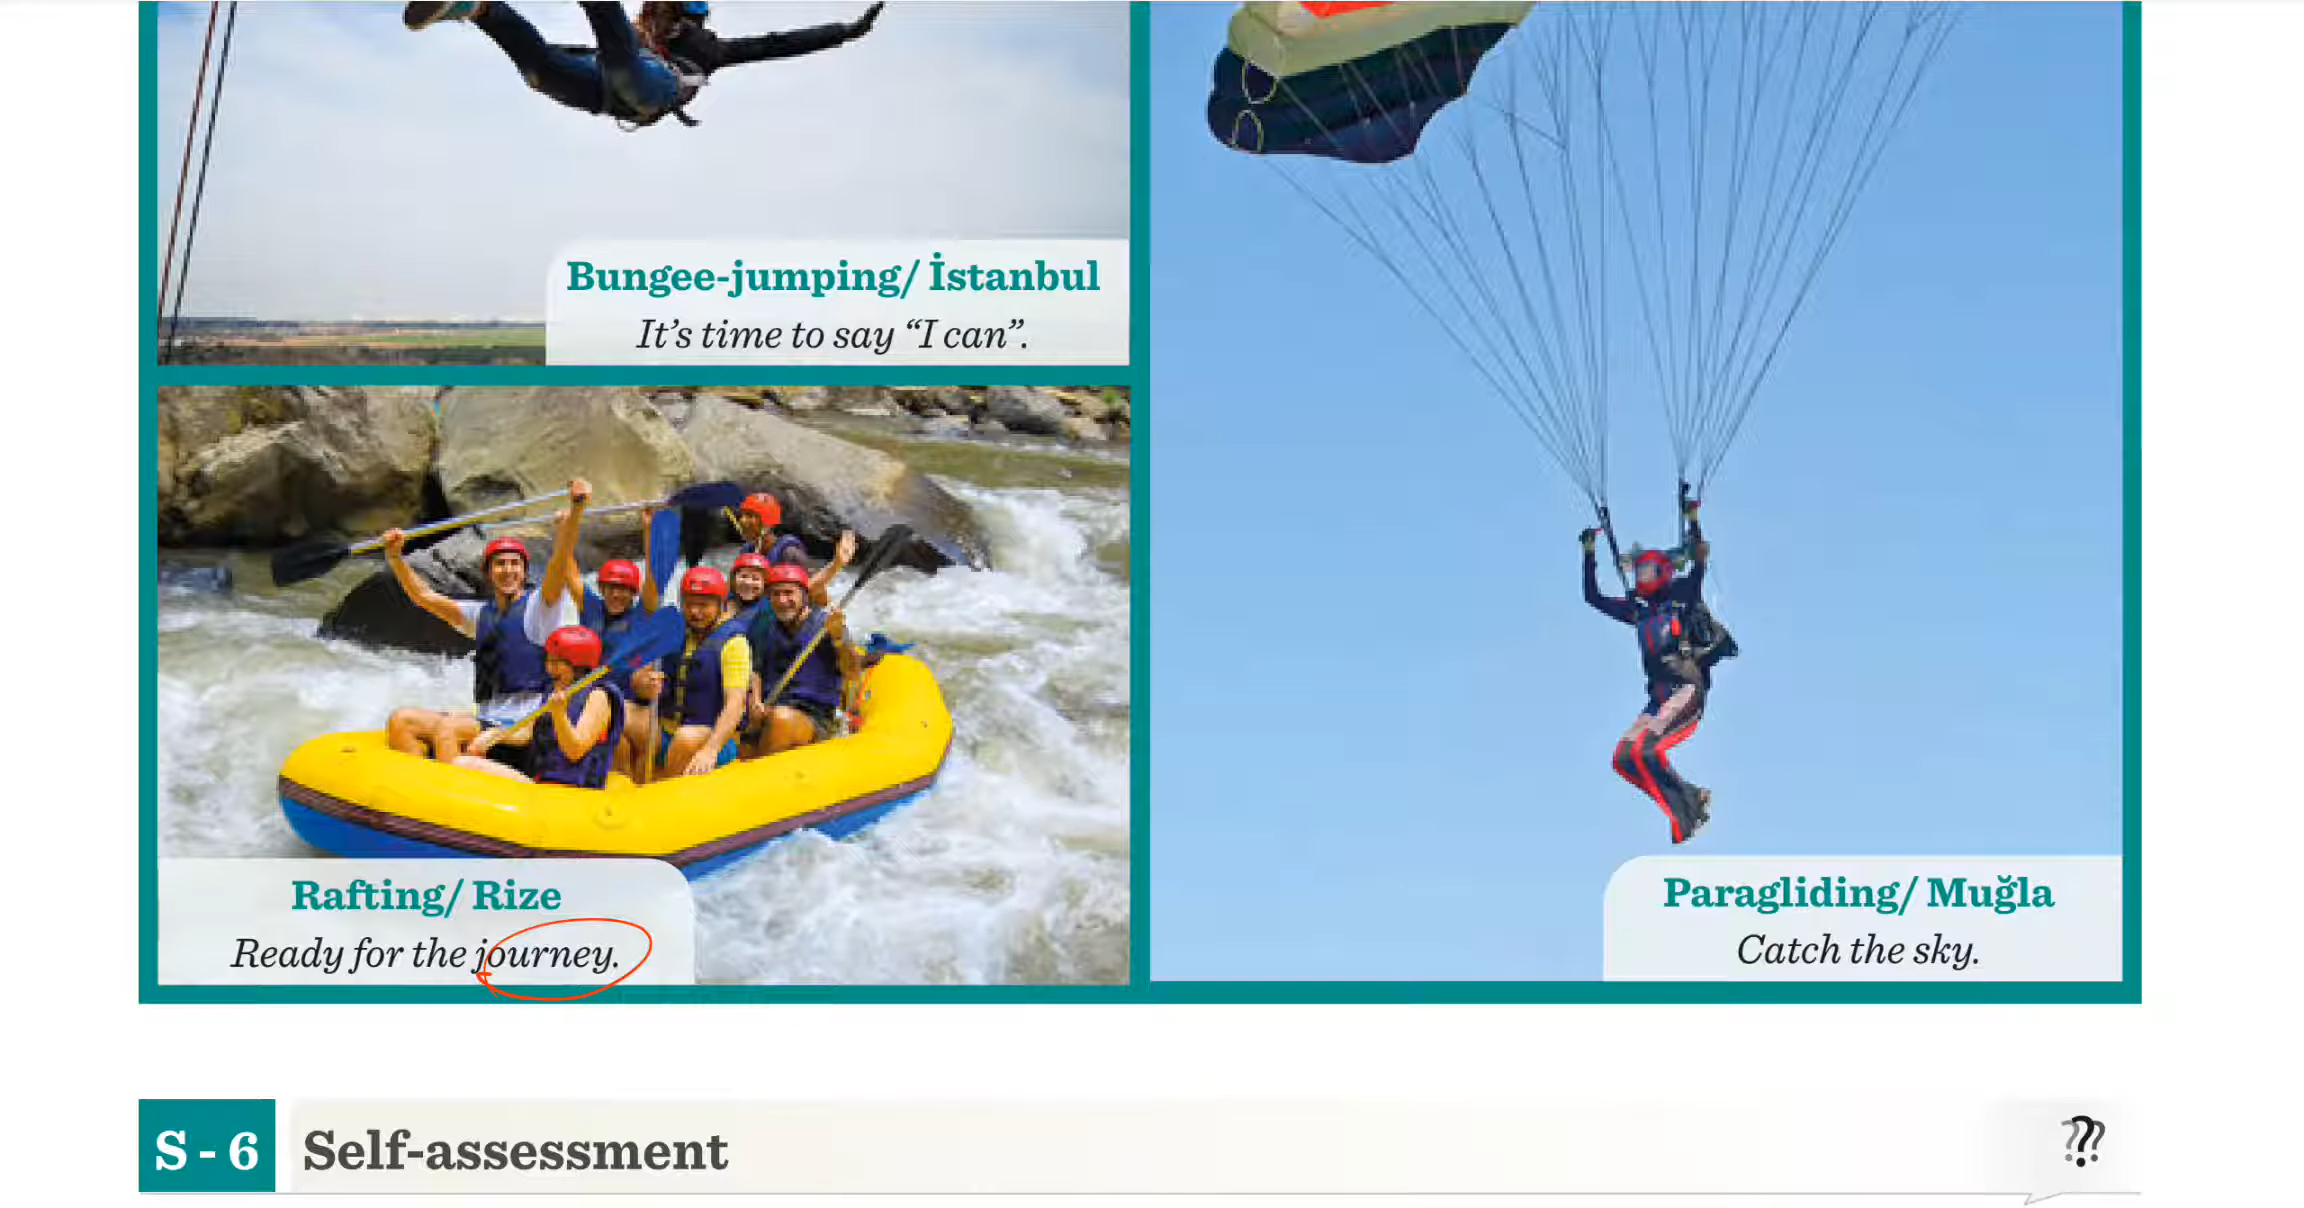 Bungee-jumping/ İstanbul
It's time to say “I can”.
Rafting/ Rize
Ready for the journey.
Paragliding/ Muğla
Catch the sky.
S - 6 Self-assessment
???